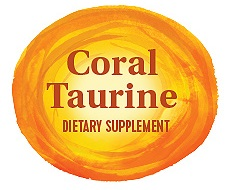 Coral
Taurine
DIETARY SUPPLEMENT